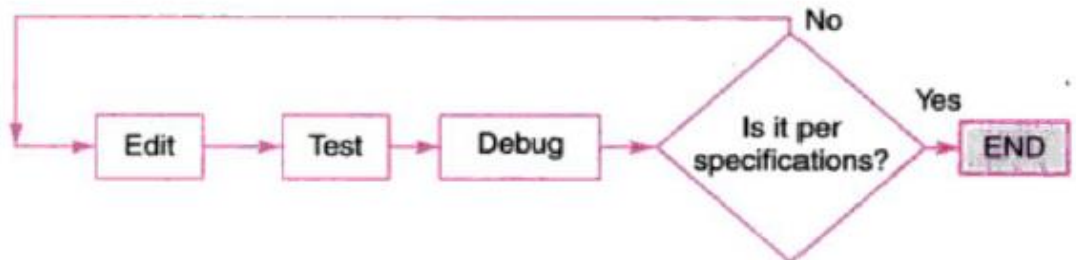 No
Yes
Edit
Test
Debug
Is it per
specifications?
END